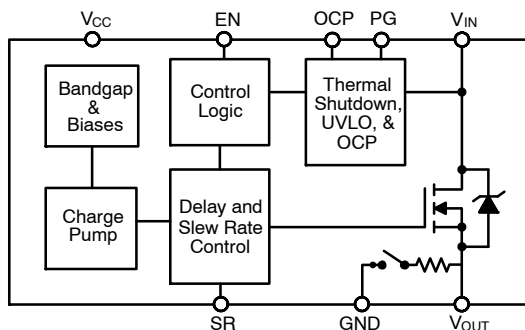 VCC
EN
OCP
PG
VIN
Bandgap
&
Biases
Control
Logic
Thermal
Shutdown,
UVLO, &
OCP
Charge
Pump
Delay and
Slew Rate
Control
SR
GND
VOUT